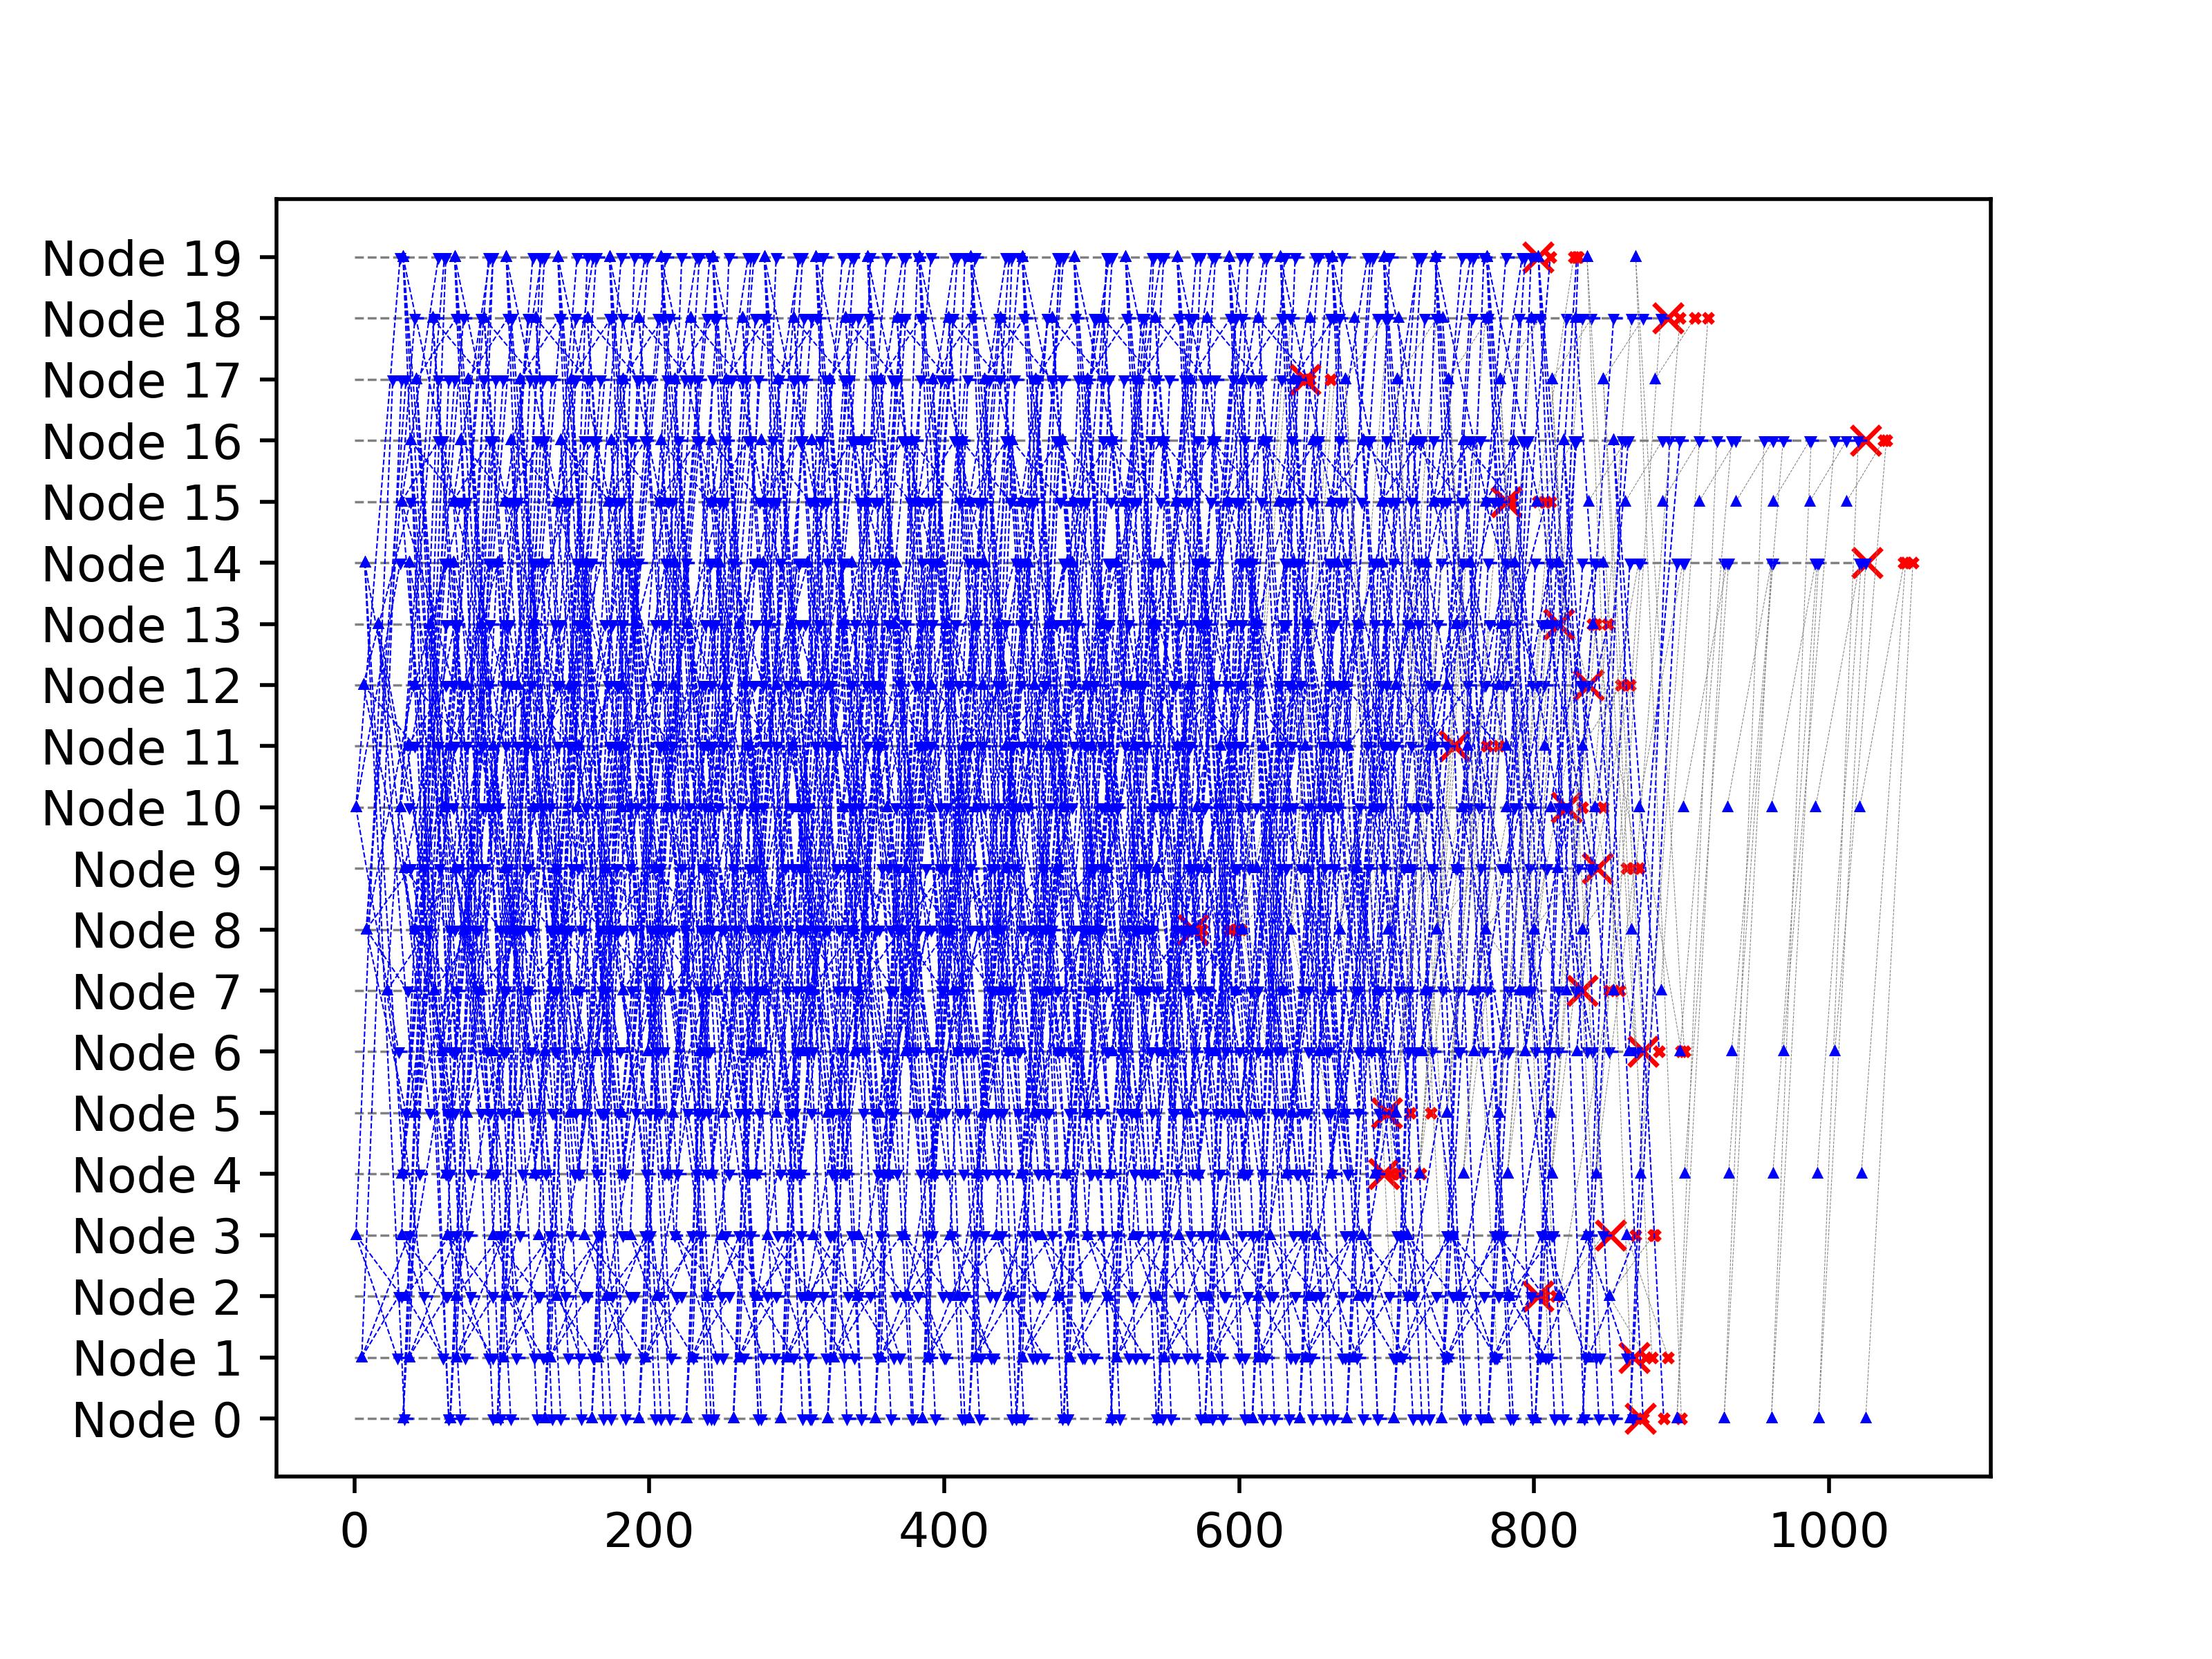 Node 19
Node 18
Node 17
Node 16
Node 15
Node 14
Node 13
Node 12
Node 11
Node 10
Node 9
Node 8
Node 7
Node 6
Node 5
Node 4
Node 3
Node 2
Node 1
Node 0
0 200 400 600 800 1000